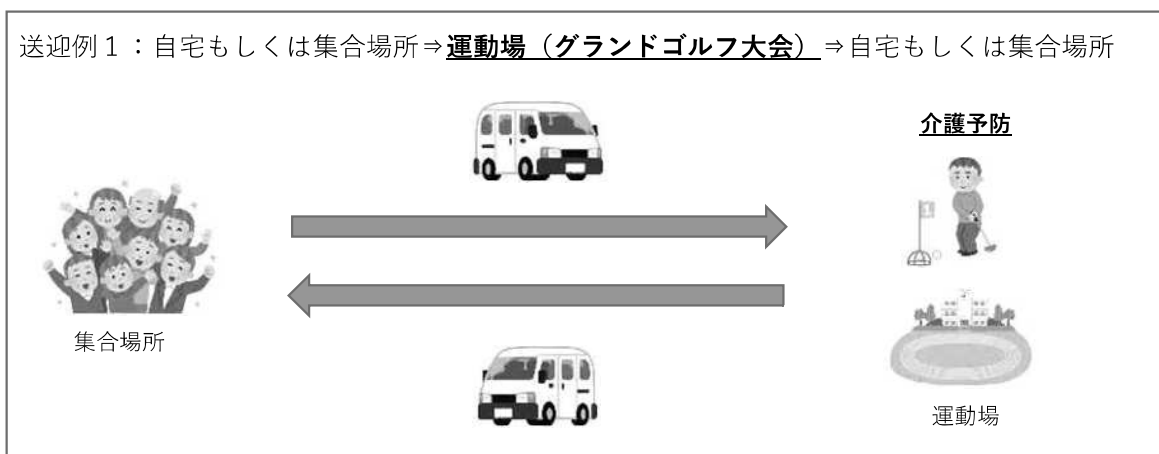 送迎例１：自宅もしくは集合場所⇒運動場（グランドゴルフ大会）⇒自宅もしくは集合場所
介護予防
1
集合場所
運動場